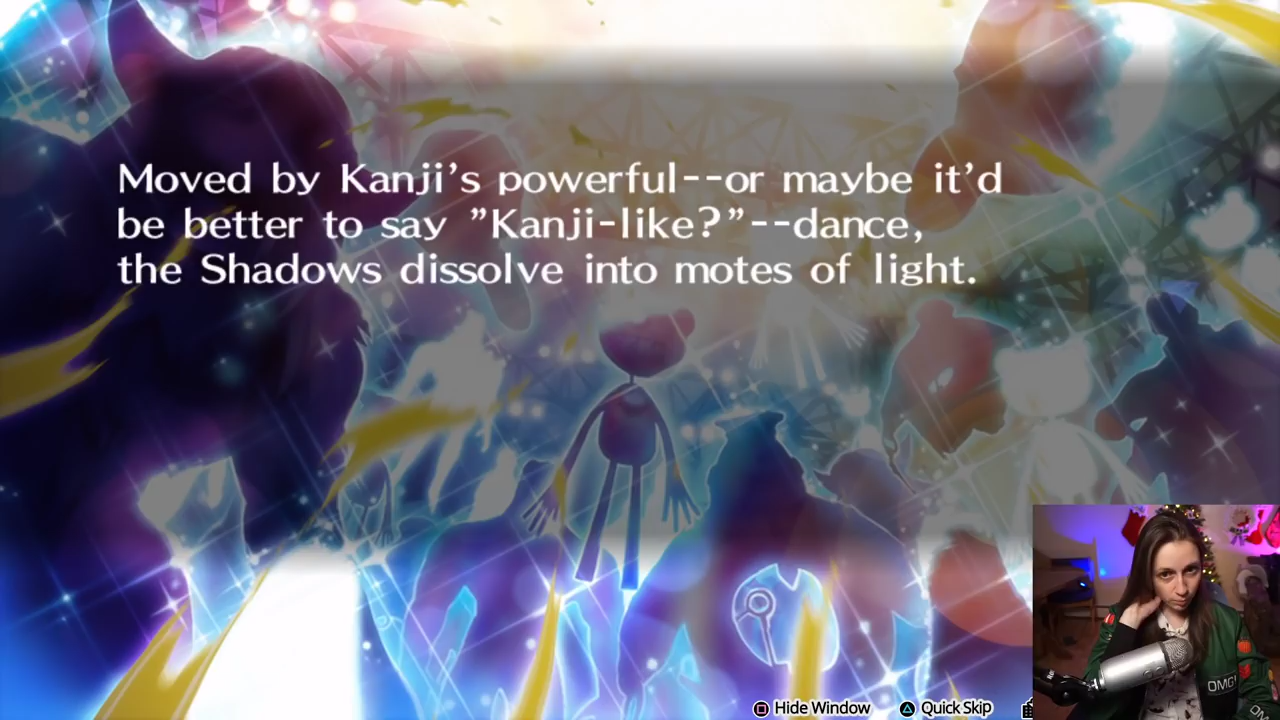 Moved by Kanji's powerful--or maybe it'd
be better to say "Kanji-like?"--dance,
the Shadows dissolve into motes of light.
Hide Window Quick Skip
OMG!